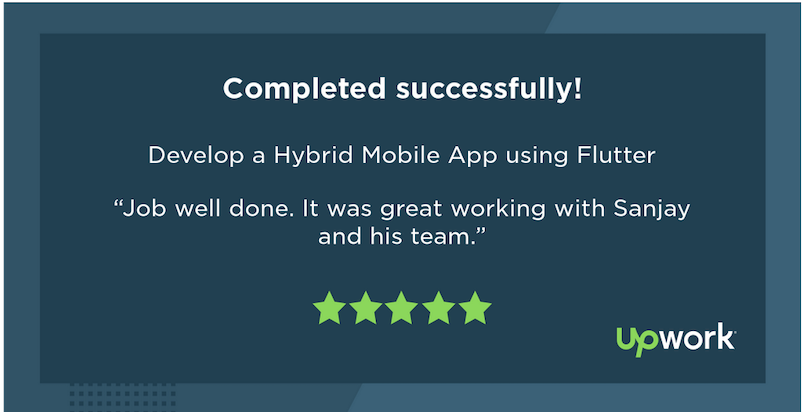 Completed successfully!
Develop a Hybrid Mobile App using Flutter
“Job well done. It was great working with Sanjay
and his team.”
upwork